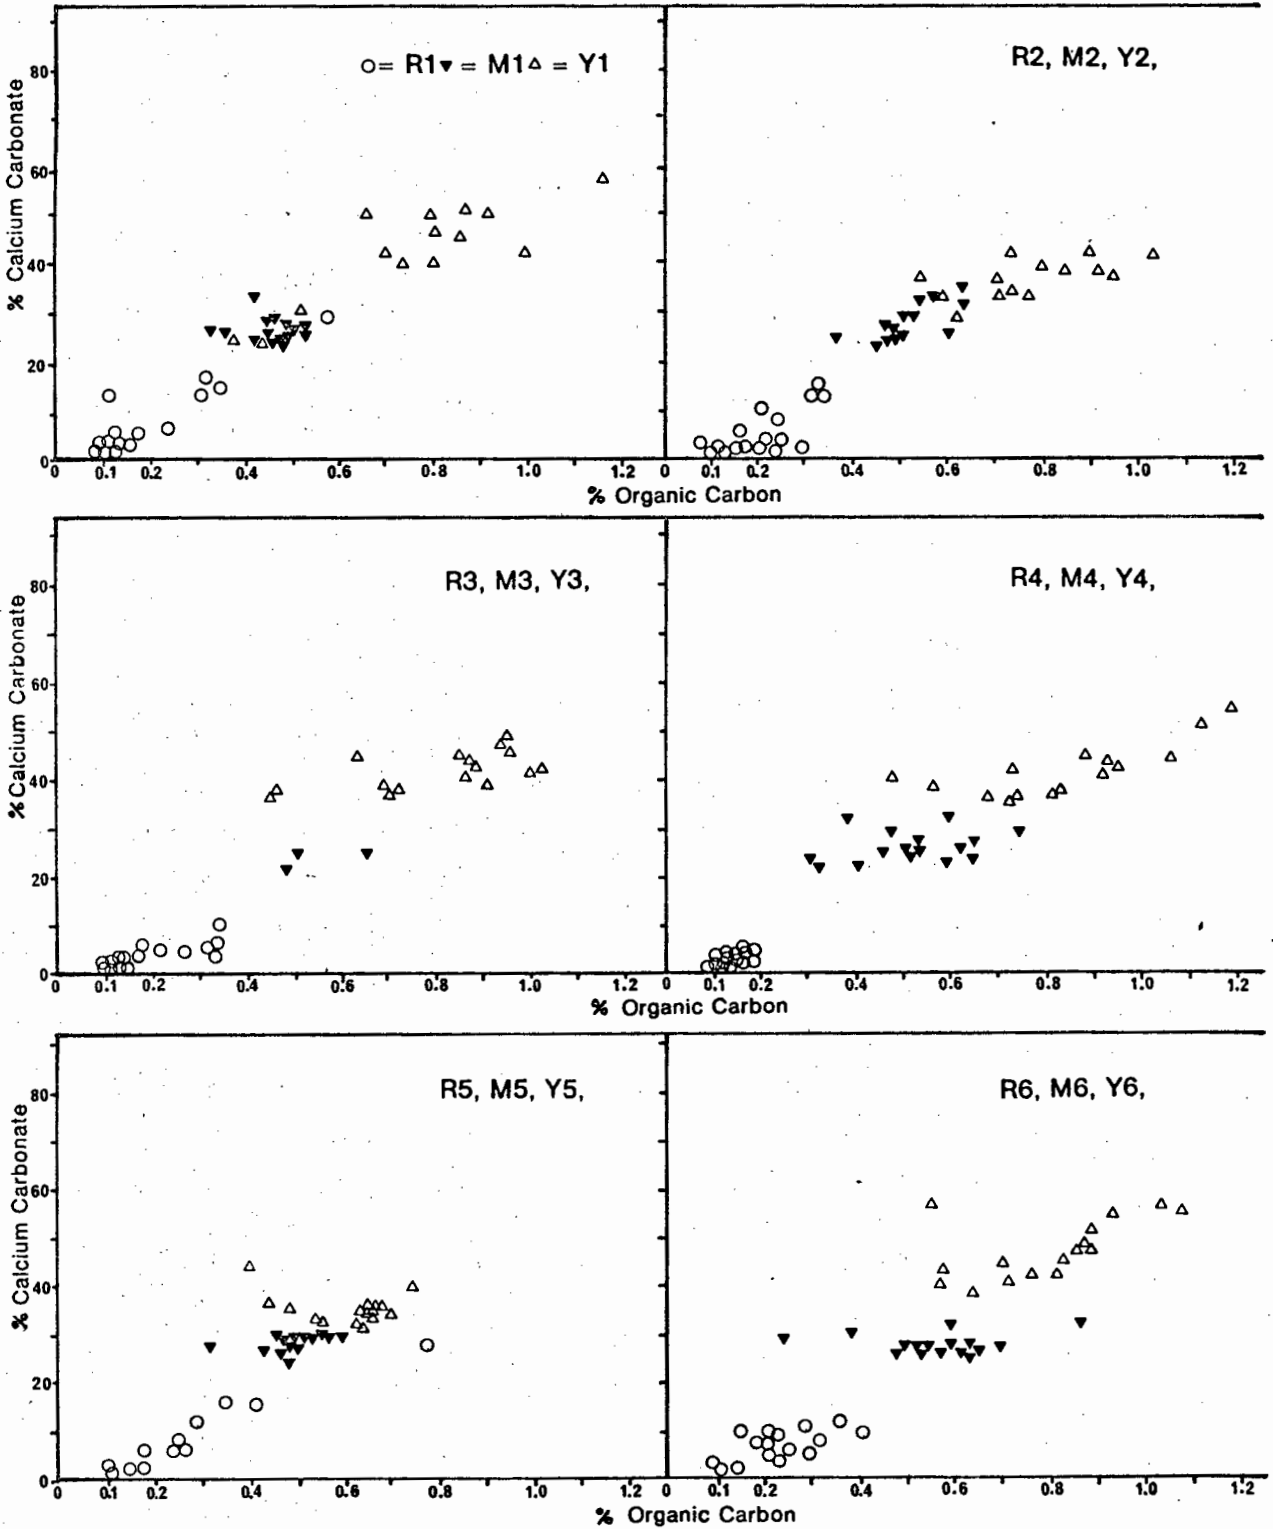 O= R1▼ = M1△ = Y1
R2, M2, Y2,
% Calcium Carbonate
80
60
40
20
0
0 0.1 0.2 0.4 0.6 0.8 1.0 1.2
0 0.1 0.2 0.4 0.6 0.8 1.0 1.2
% Organic Carbon
R3, M3, Y3,
R4, M4, Y4,
% Calcium Carbonate
80
60
40
20
0
0 0.1 0.2 0.4 0.6 0.8 1.0 1.2
0 0.1 0.2 0.4 0.6 0.8 1.0 1.2
% Organic Carbon
R5, M5, Y5,
R6, M6, Y6,
% Calcium Carbonate
80
60
40
20
0
0 0.1 0.2 0.4 0.6 0.8 1.0 1.2
0 0.1 0.2 0.4 0.6 0.8 1.0 1.2
% Organic Carbon